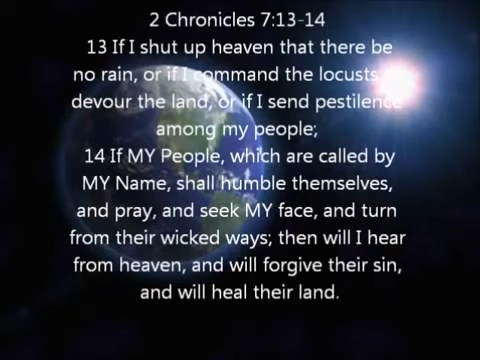 2 Chronicles 7:13-14
13 If I shut up heaven that there be
no rain, or if I command the locusts
devour the land, or if I send pestilence
among my people;
14 If MY People, which are called by
MY Name, shall humble themselves,
and pray, and seek MY face, and turn
from their wicked ways; then will I hear
from heaven, and will forgive their sin,
and will heal their land.